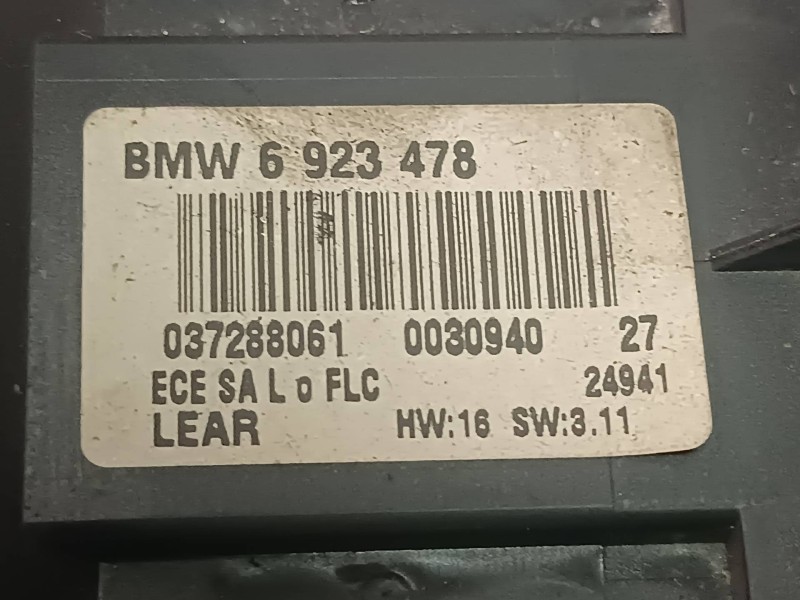 BMW 6 923 478
037288061 0030940 27
ECE SA L o FLC 24941
LEAR HW:16 SW:3.11